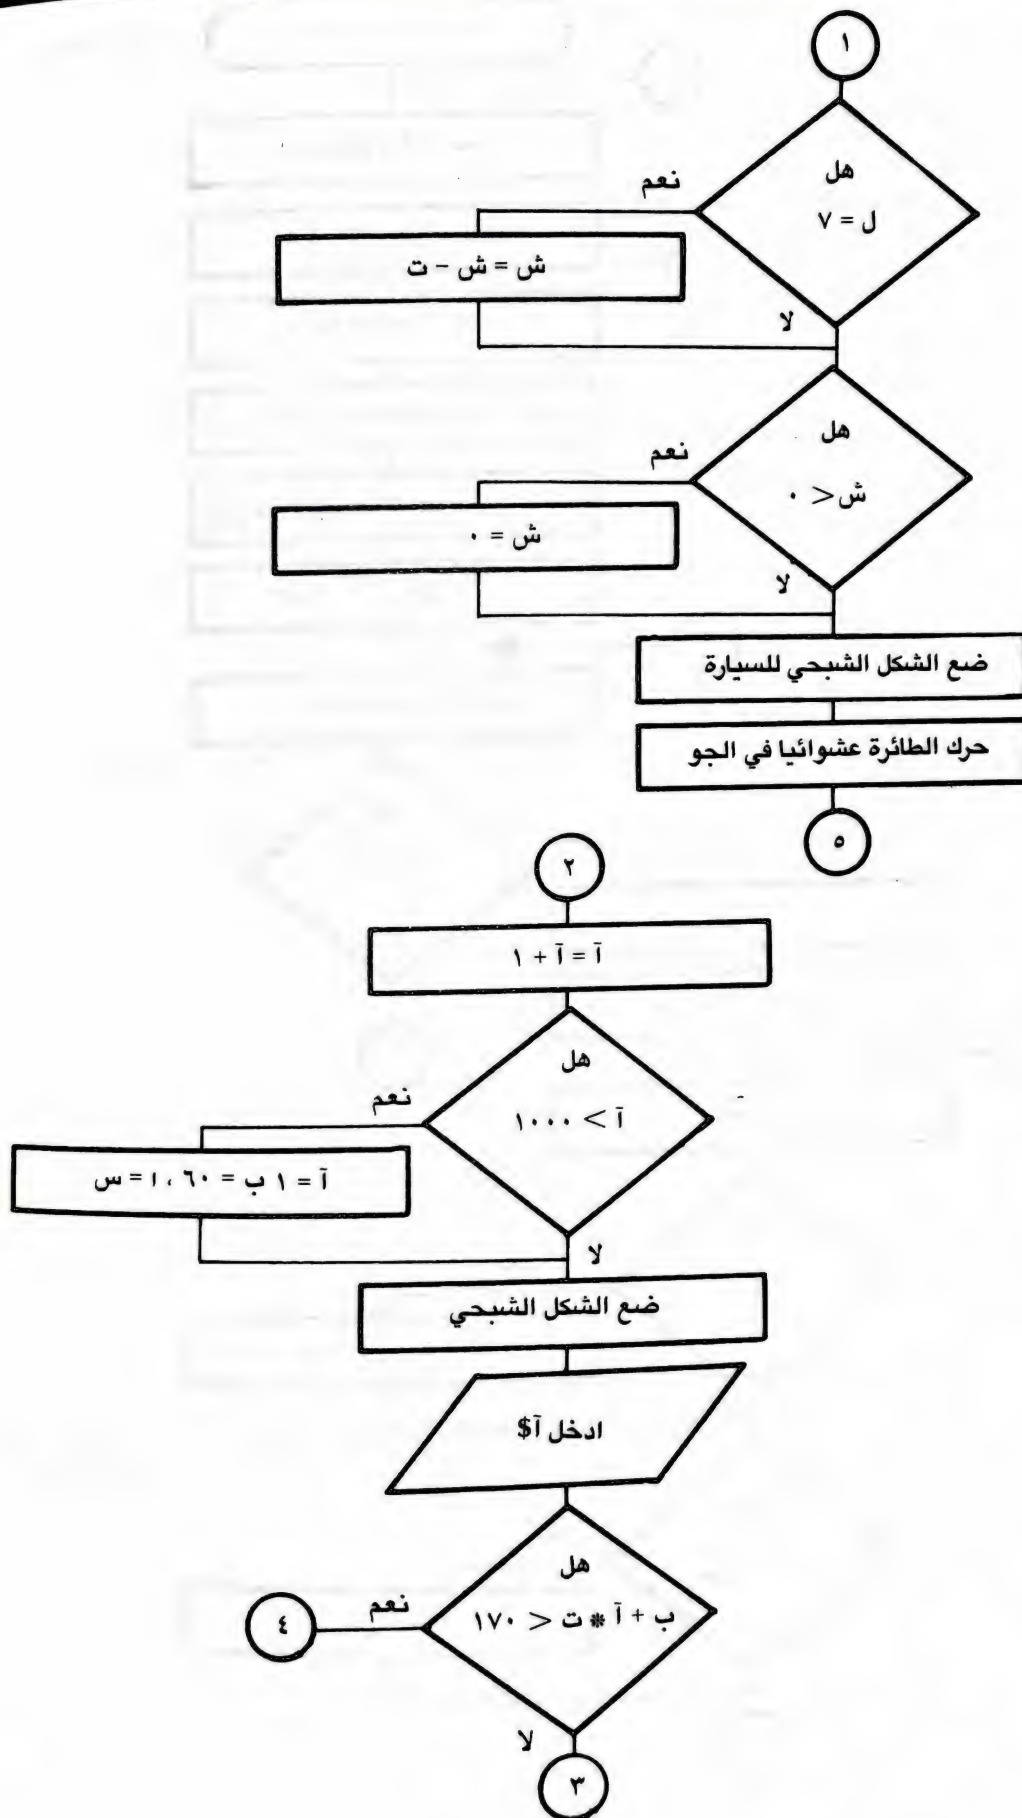 ١
هل
ل = ٧
نعم
ش = ش - ت
لا
هل
ش < ٠
نعم
ش = ٠
لا
ضع الشكل الشبحي للسيارة
حرك الطائرة عشوائيا في الجو
٥
٢
آ = آ + ١
هل
آ > ١٠٠٠
نعم
آ = ١ ب = ٦٠ ، ا = س
لا
ضع الشكل الشبحي
ادخل آ$
هل
ب + آ * ت < ١٧٠
نعم
٤
لا
٣